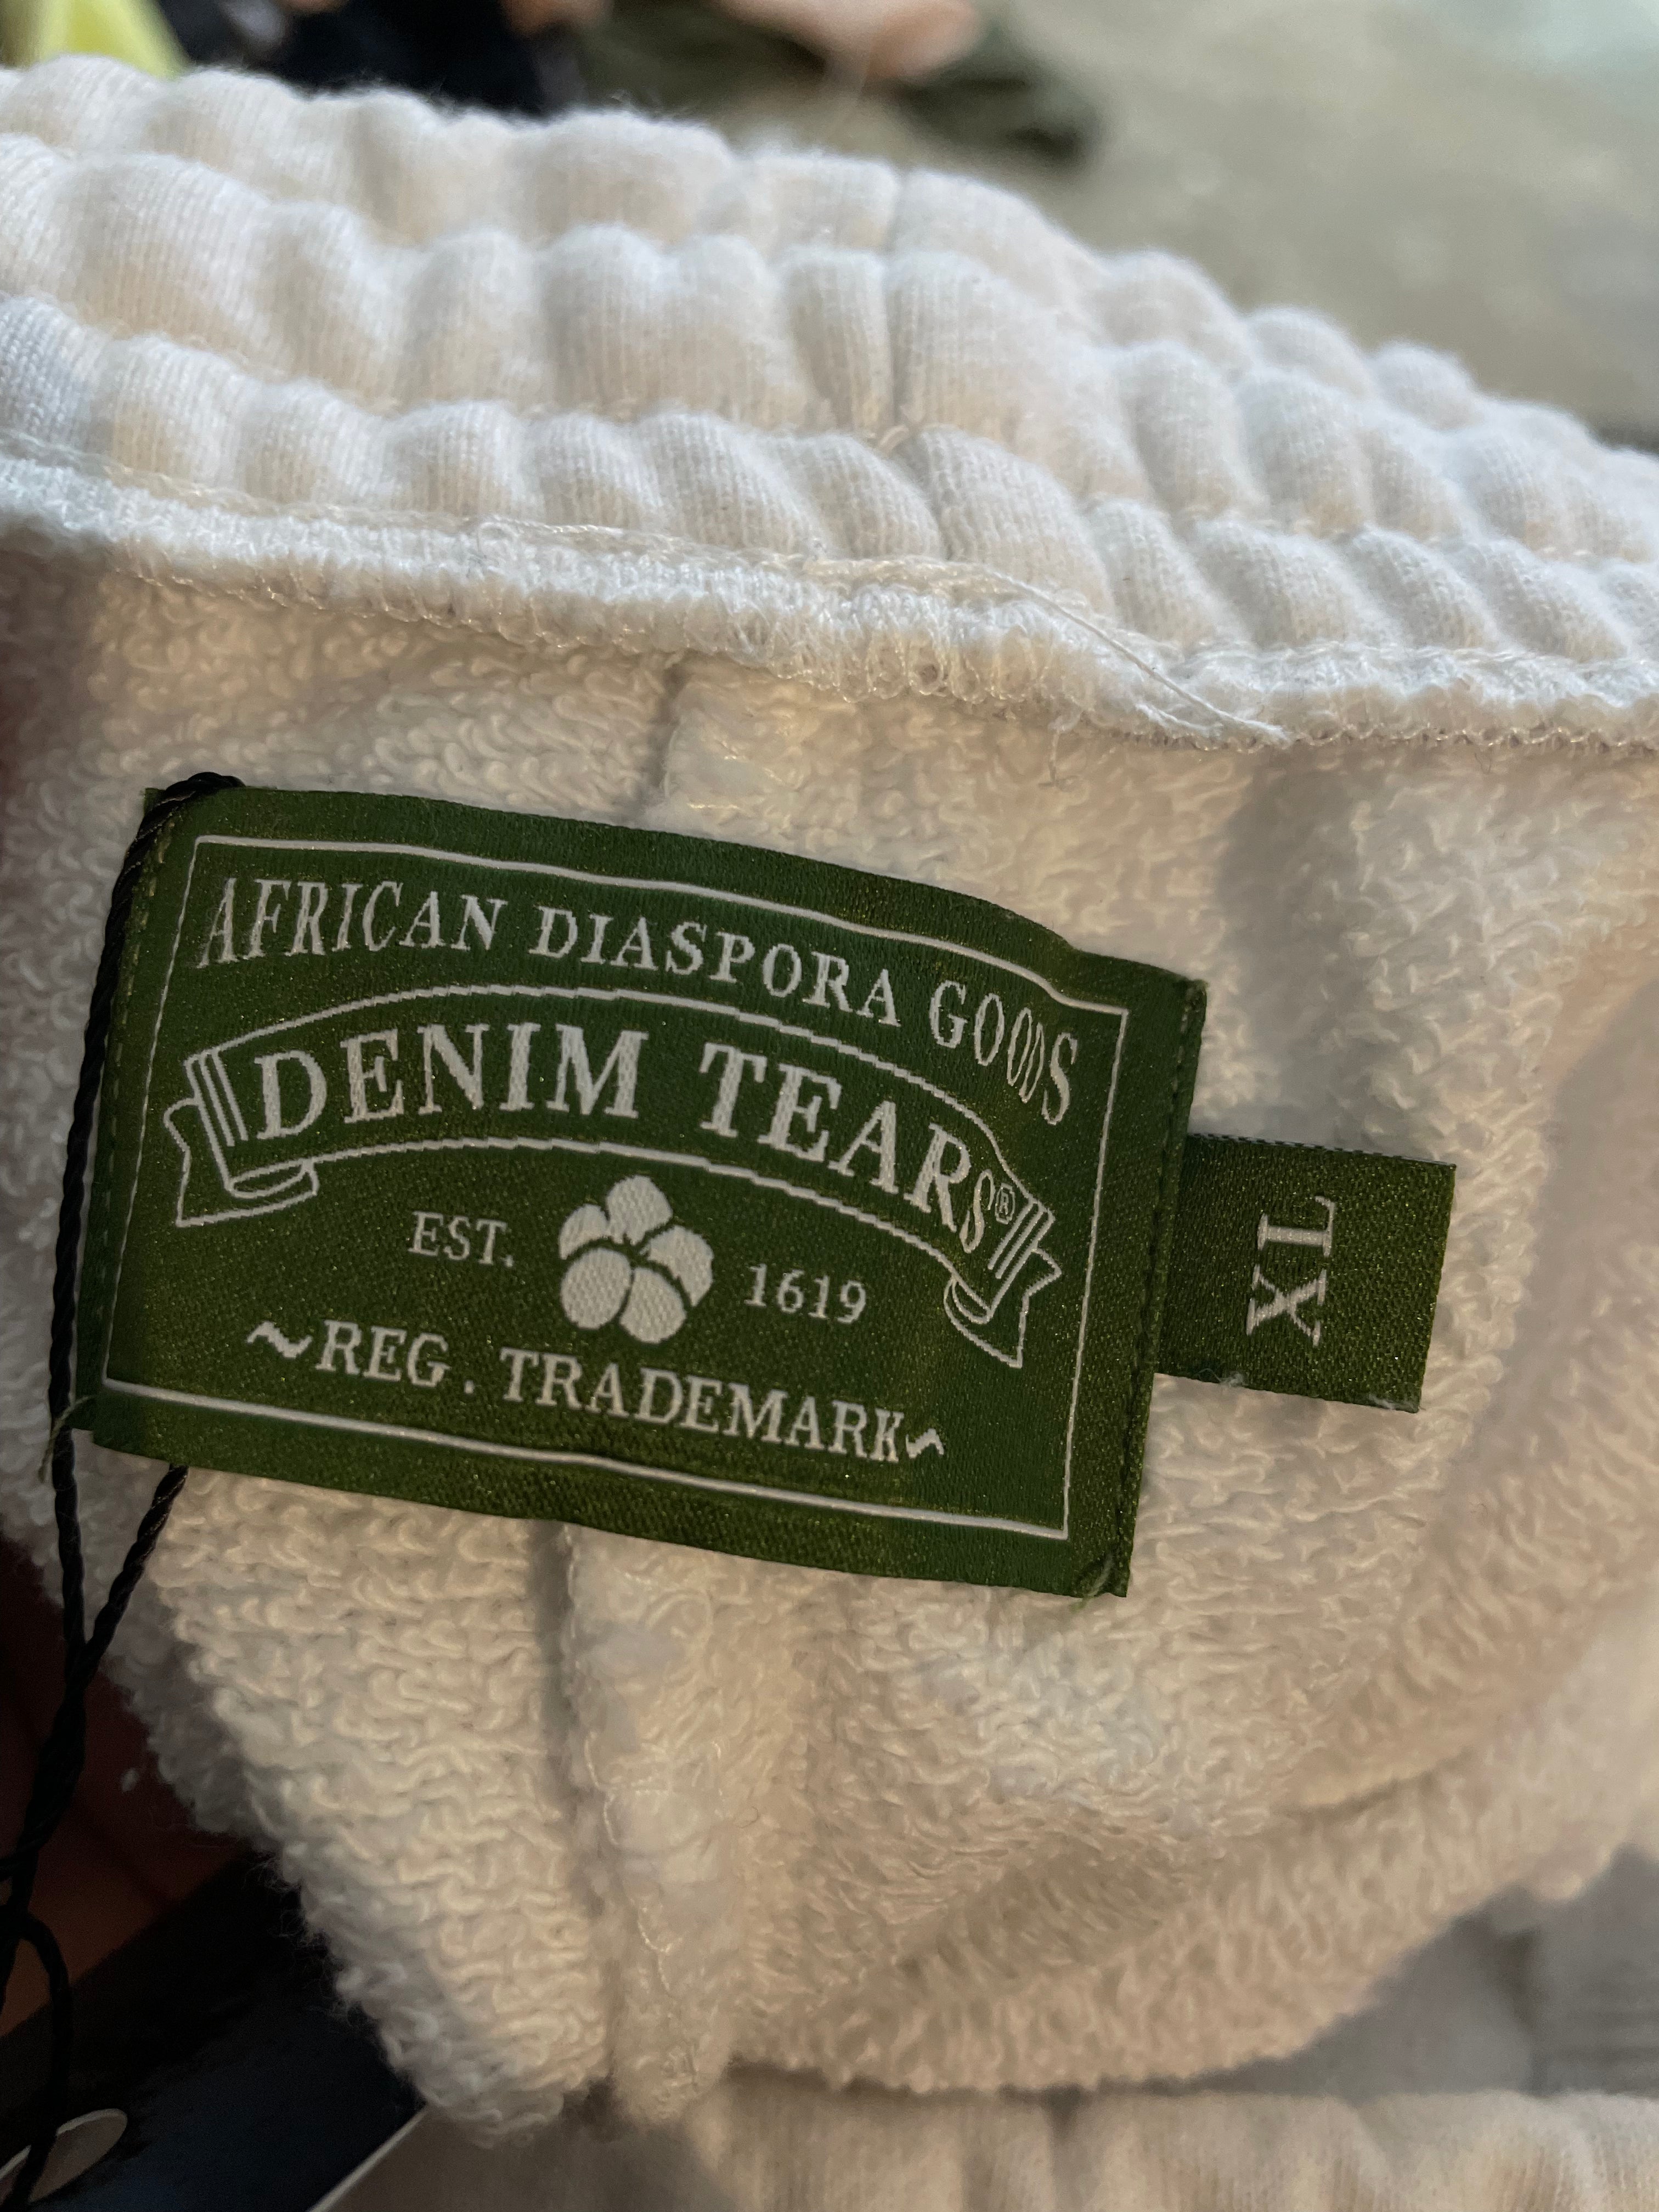 AFRICAN DIASPORA GOODS
DENIM TEARS®
EST. 1619
~REG. TRADEMARK~
XL